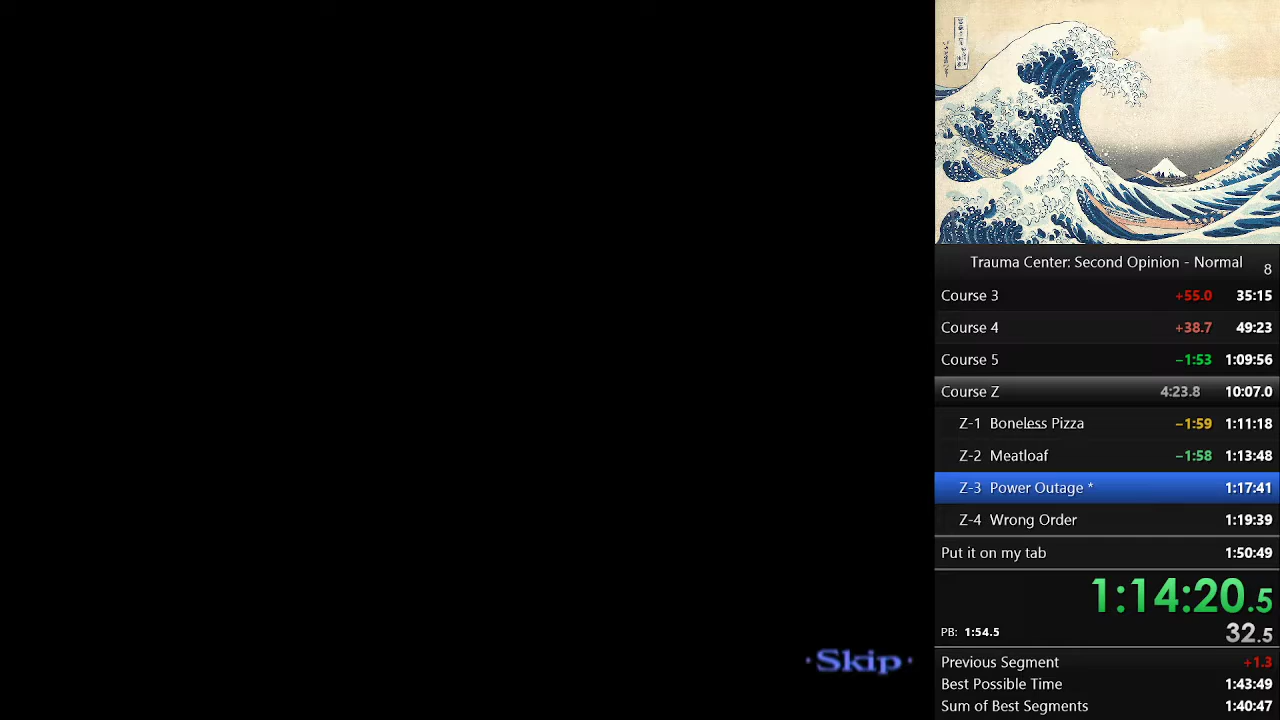 Trauma Center: Second Opinion - Normal
8
Course 3 +55.0 35:15
Course 4 +38.7 49:23
Course 5 −1:53 1:09:56
Course Z 4:23.8 10:07.0
Z-1 Boneless Pizza −1:59 1:11:18
Z-2 Meatloaf −1:58 1:13:48
Z-3 Power Outage * 1:17:41
Z-4 Wrong Order 1:19:39
Put it on my tab 1:50:49
1:14:20.5
PB: 1:54.5 32.5
·Skip·
Previous Segment +1.3
Best Possible Time 1:43:49
Sum of Best Segments 1:40:47